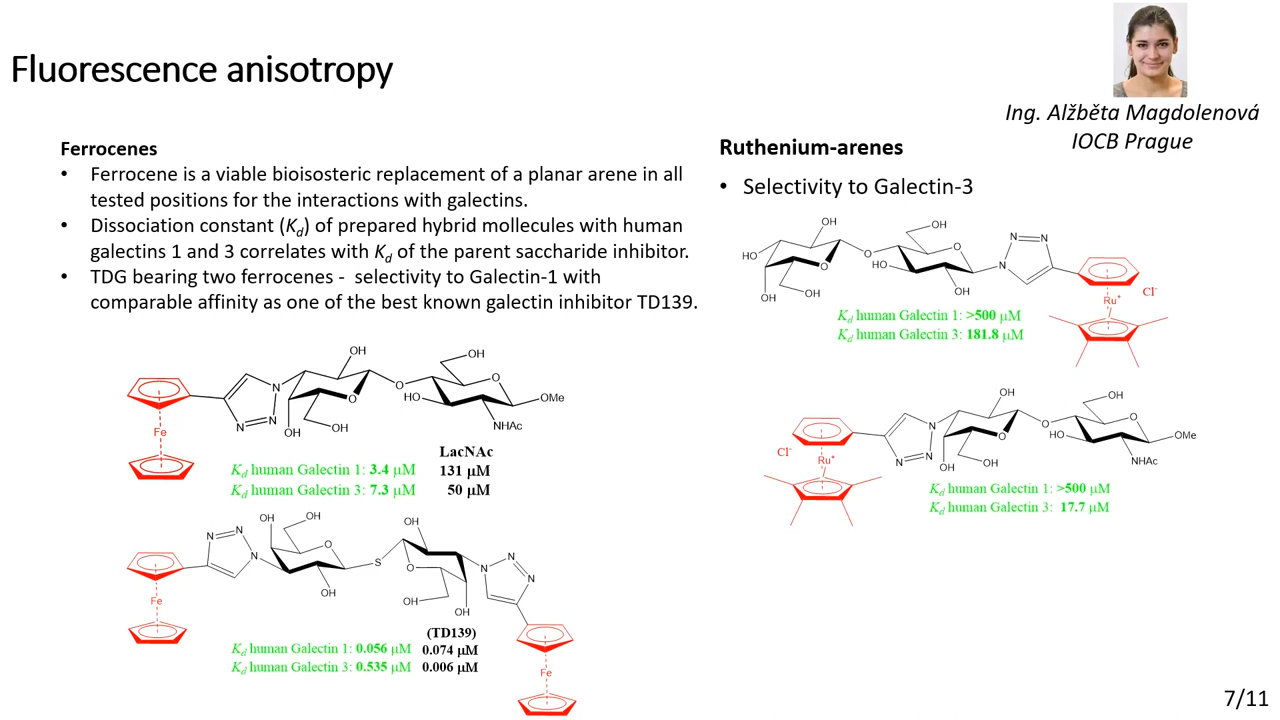 Fluorescence anisotropy
Ing. Alžběta Magdolenová
IOCB Prague
Ferrocenes
• Ferrocene is a viable bioisosteric replacement of a planar arene in all
tested positions for the interactions with galectins.
• Dissociation constant (Kd) of prepared hybrid mollecules with human
galectins 1 and 3 correlates with Kd of the parent saccharide inhibitor.
• TDG bearing two ferrocenes - selectivity to Galectin-1 with
comparable affinity as one of the best known galectin inhibitor TD139.
OH
OH
N
O
O
O
HO
OMe
N
N
OH
OH
NHAc
Fe
LacNAc
Kd human Galectin 1: 3.4 µM 131 µM
Kd human Galectin 3: 7.3 µM 50 µM
OH
OH
OH
N
N
O
N
S
O
N
N
N
OH
OH
OH
Fe
(TD139)
Kd human Galectin 1: 0.056 µM 0.074 µM
Kd human Galectin 3: 0.535 µM 0.006 µM
Fe
Ruthenium-arenes
• Selectivity to Galectin-3
OH
OH
N
N
O
O
HO
O
HO
N
OH
OH
OH
Cl-
Ru+
Kd human Galectin 1: >500 µM
Kd human Galectin 3: 181.8 µM
OH
OH
O
O
N
O
HO
OMe
Cl-
Ru+
N
N
OH
OH
NHAc
Kd human Galectin 1: >500 µM
Kd human Galectin 3: 17.7 µM
7/11